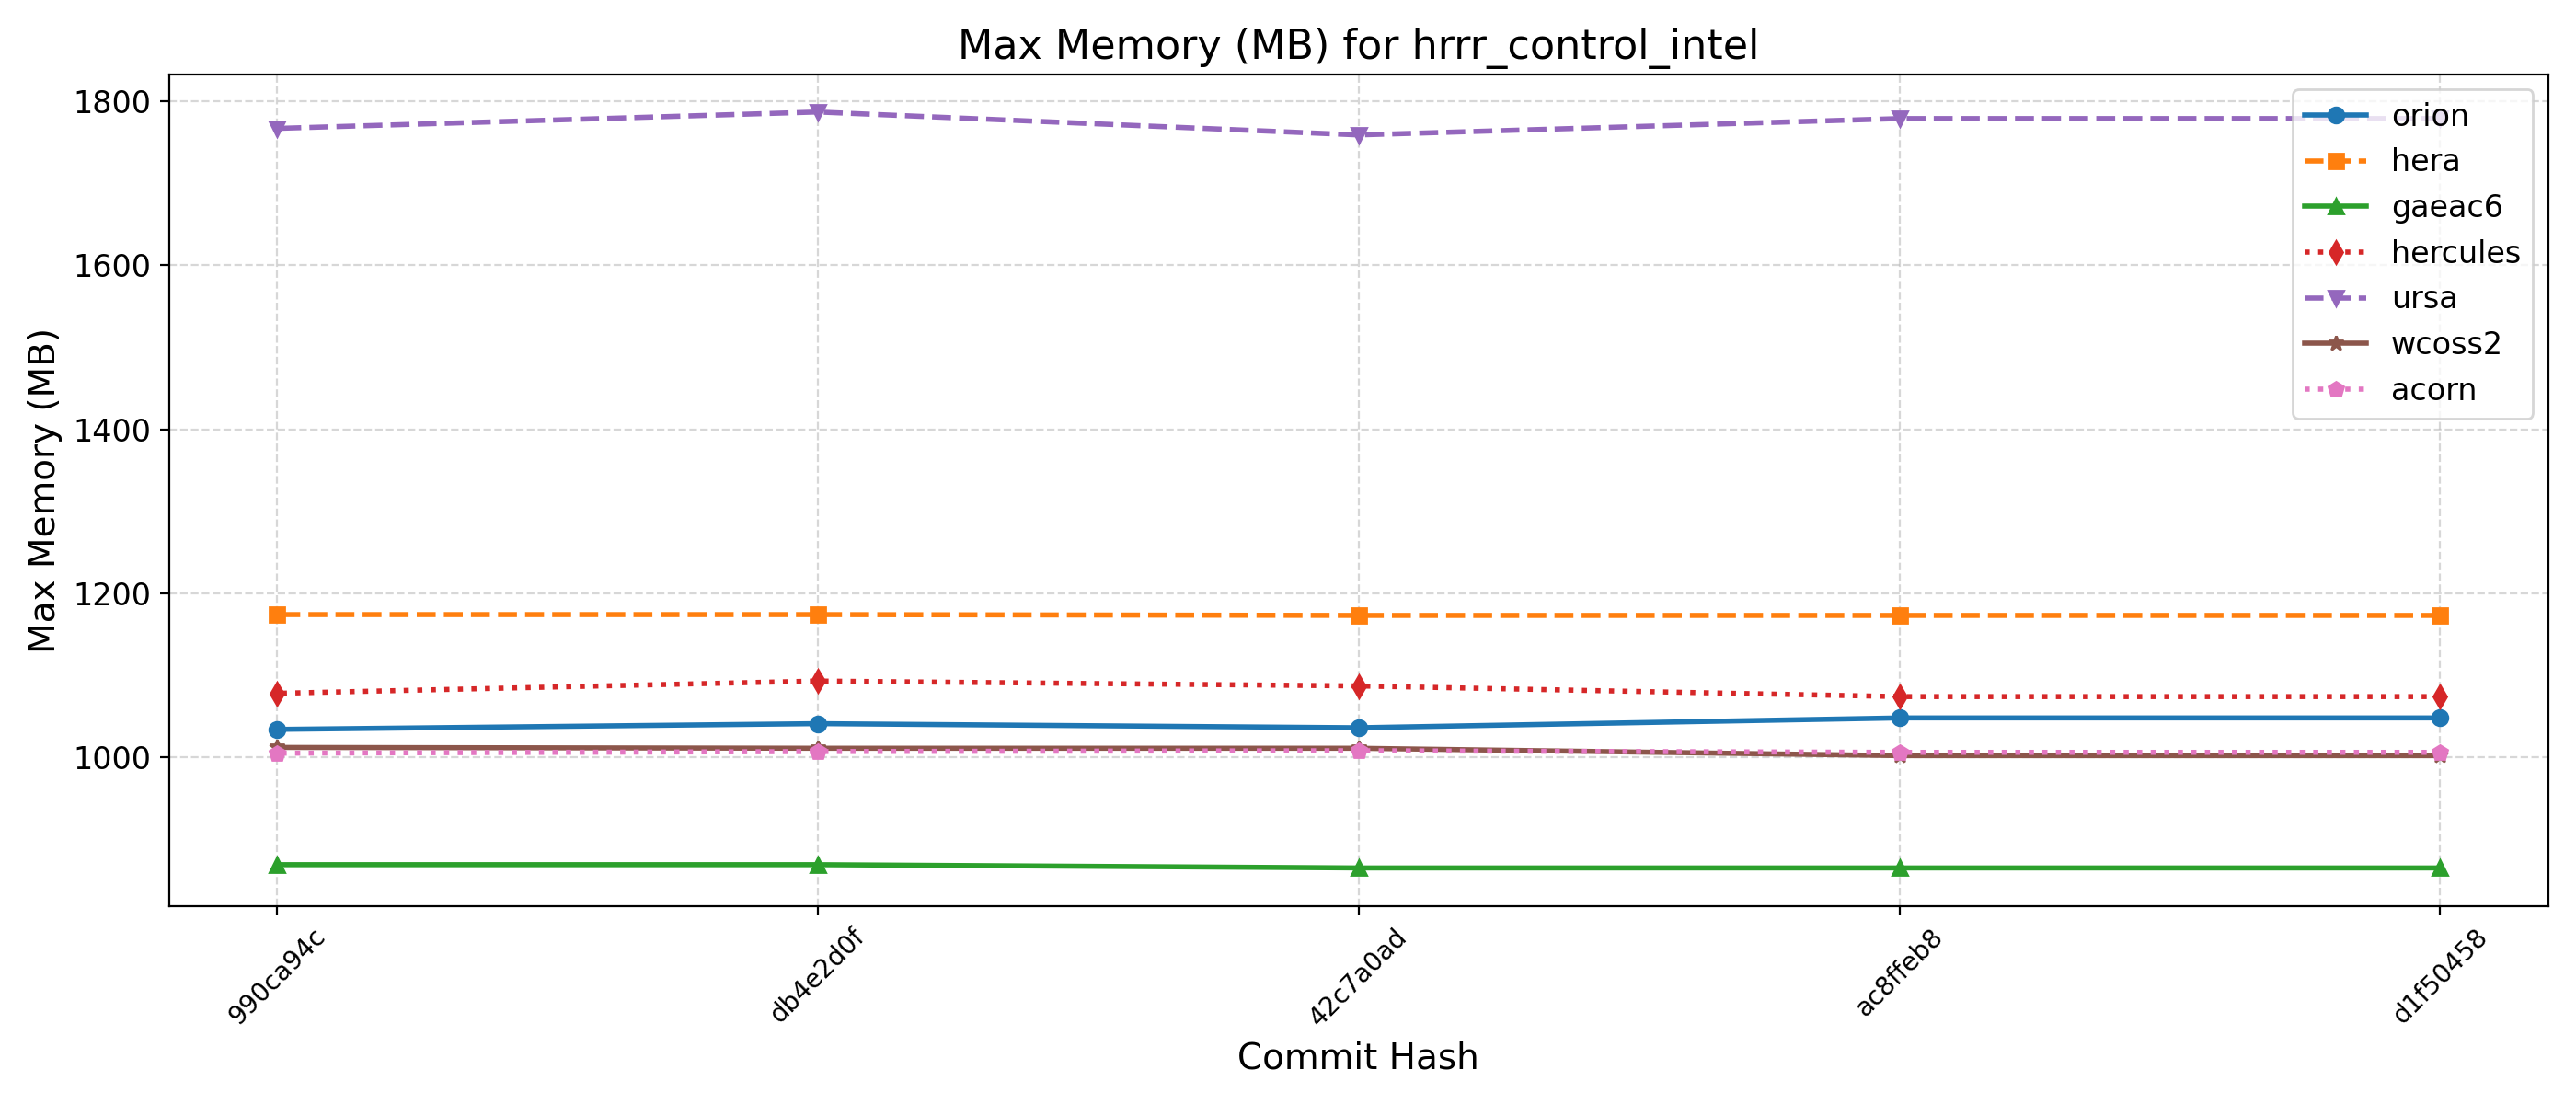 Max Memory (MB) for hrrr_control_intel
Max Memory (MB)
1800
1600
1400
1200
1000
orion
hera
gaeac6
hercules
ursa
wcoss2
acorn
990ca94c
db4e2d0f
42c7a0ad
ac8ffeb8
d1f50458
Commit Hash